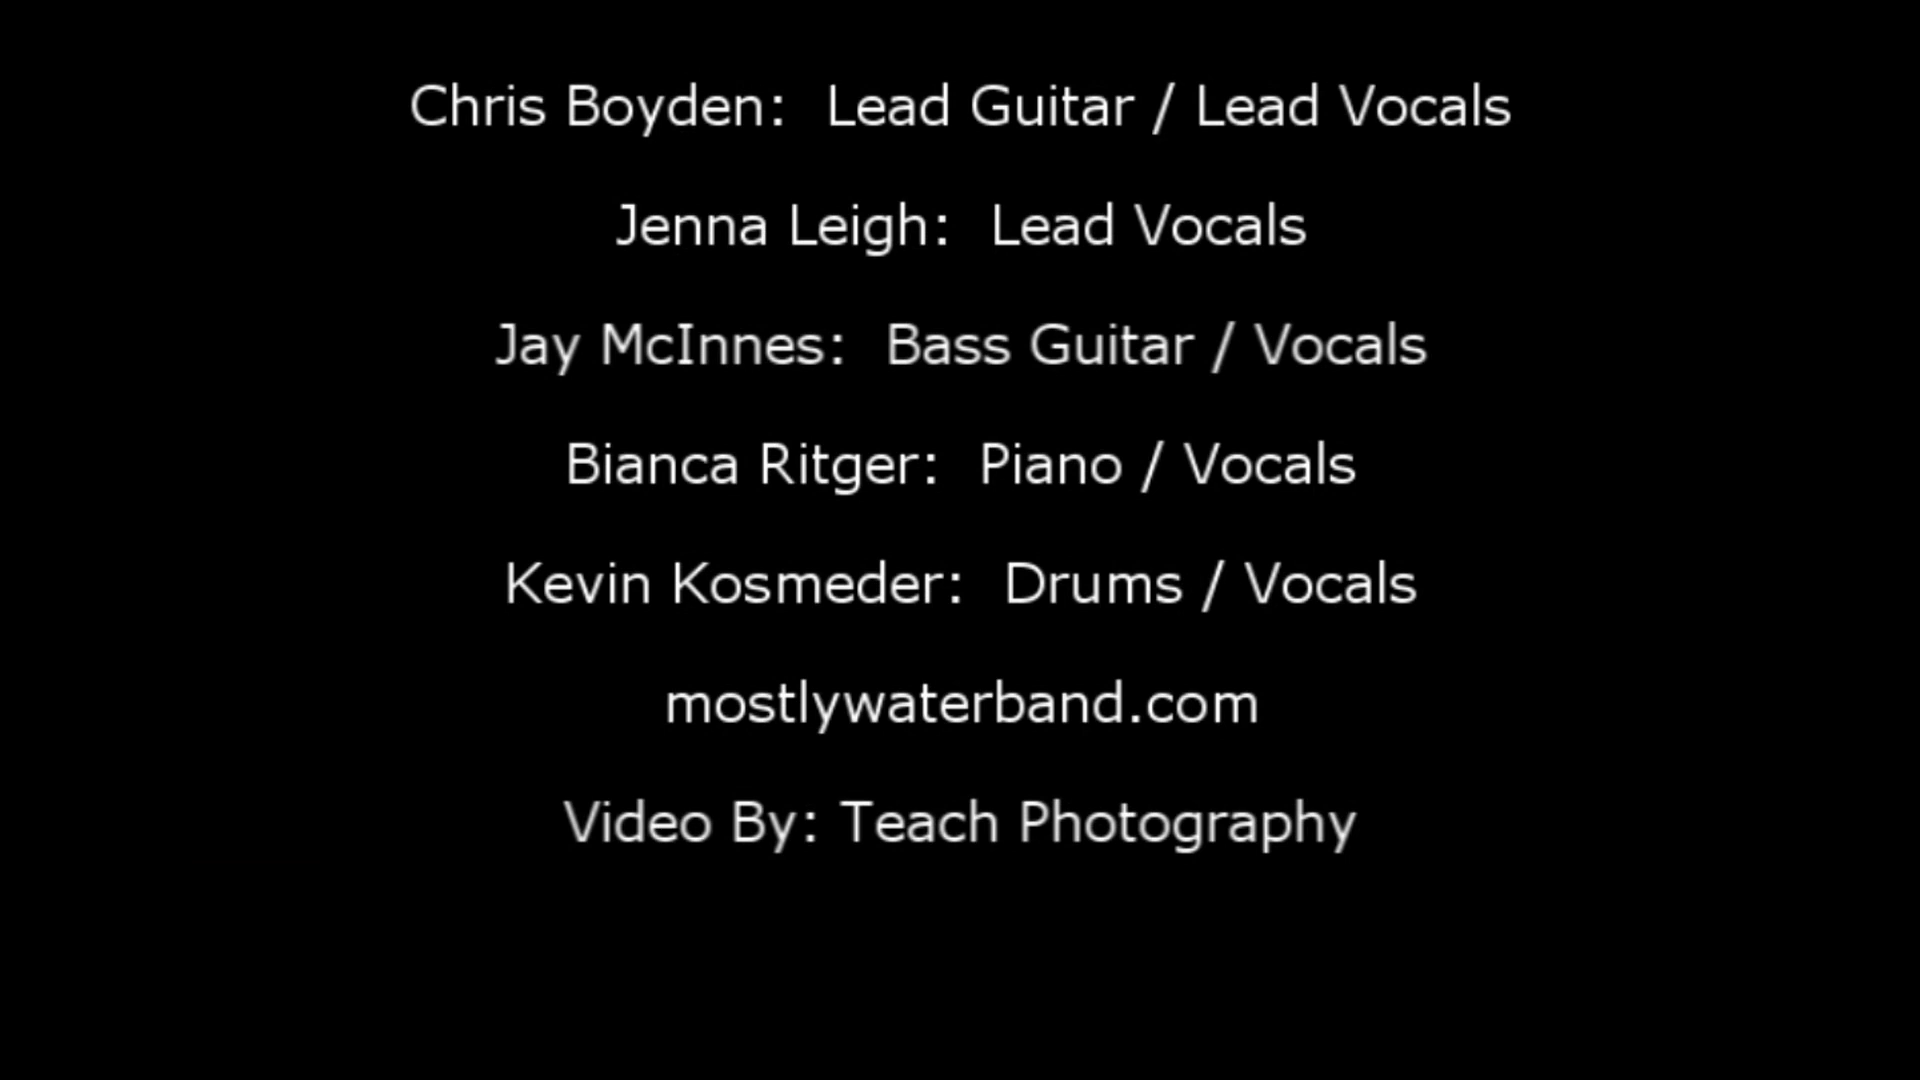 Chris Boyden:  Lead Guitar / Lead Vocals
Jenna Leigh:  Lead Vocals
Jay McInnes:  Bass Guitar / Vocals
Bianca Ritger:  Piano / Vocals
Kevin Kosmeder:  Drums / Vocals
mostlywaterband.com
Video By: Teach Photography